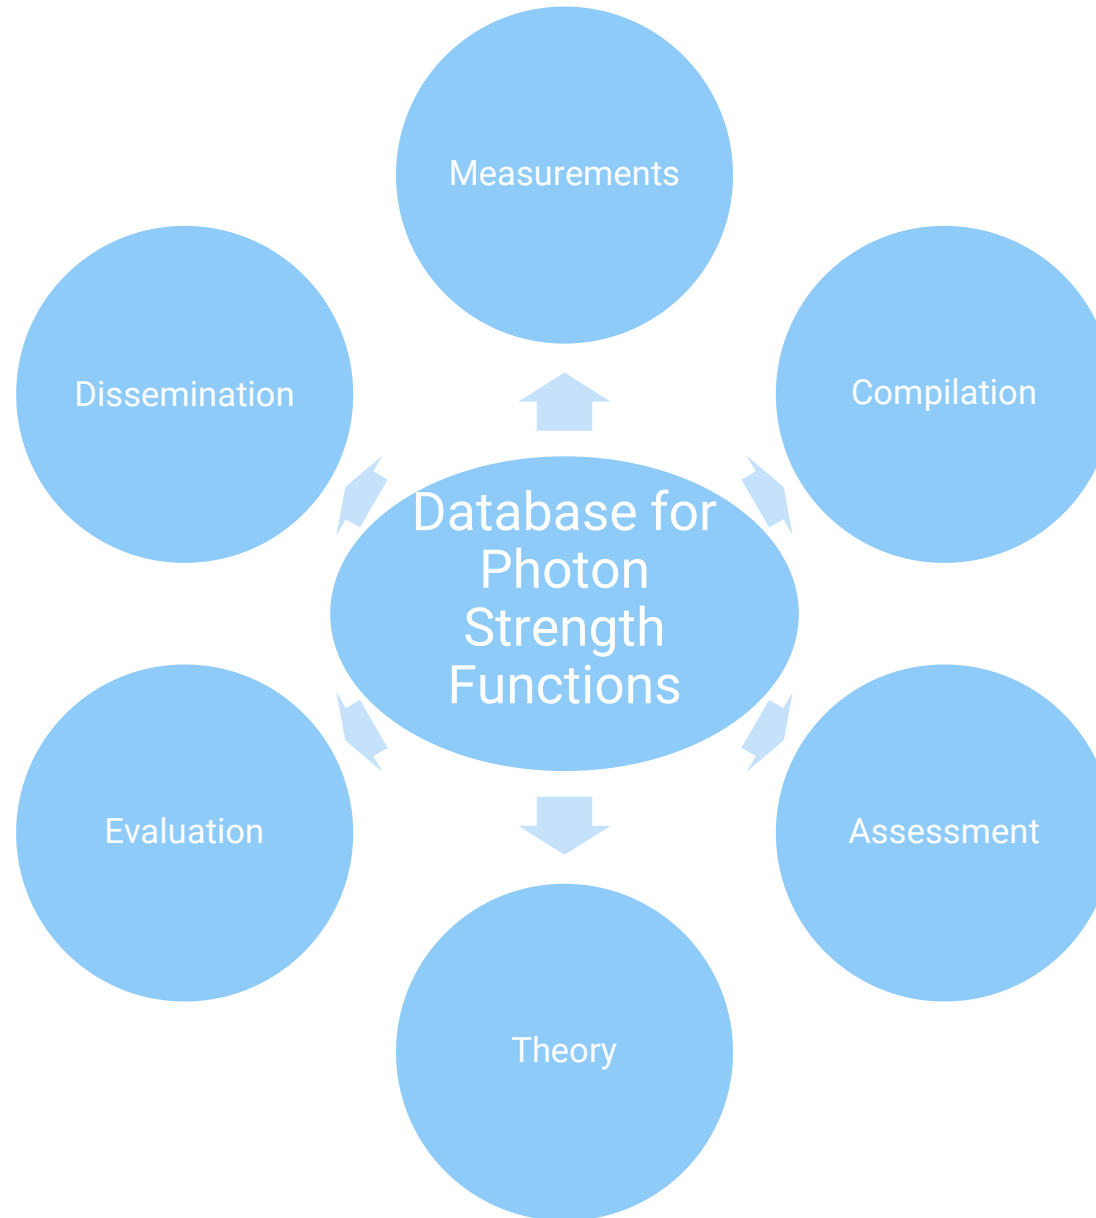 Measurements
Dissemination
Compilation
Database for
Photon
Strength
Functions
Evaluation
Assessment
Theory